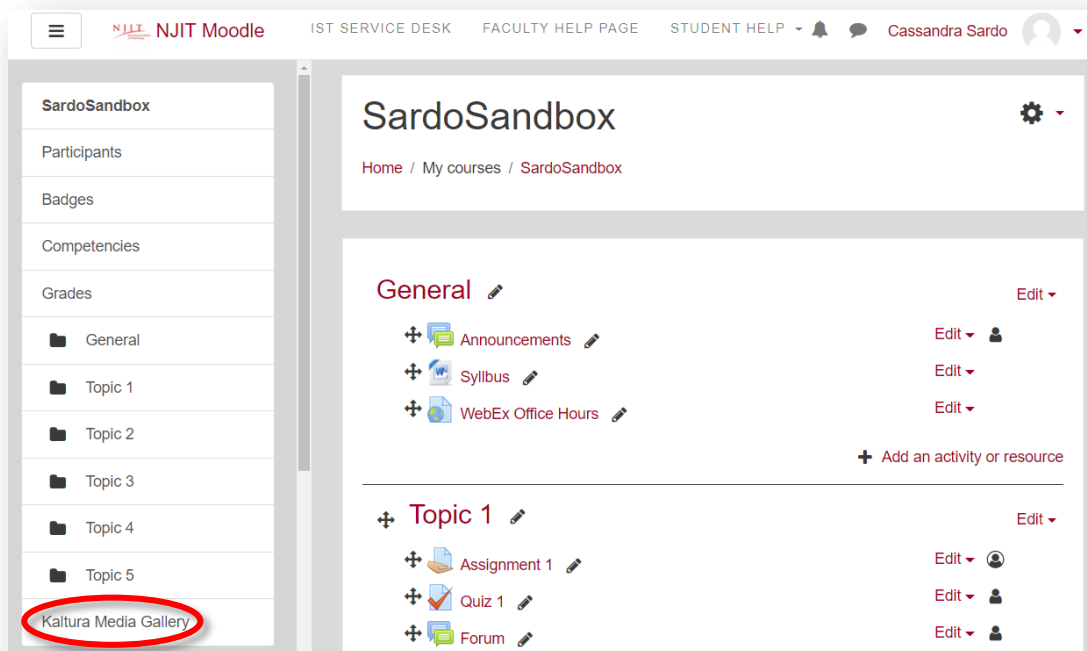 NJIT NJIT Moodle IST SERVICE DESK FACULTY HELP PAGE STUDENT HELP Cassandra Sardo
SardoSandbox
Participants
Badges
Competencies
Grades
General
Topic 1
Topic 2
Topic 3
Topic 4
Topic 5
Kaltura Media Gallery
SardoSandbox
Home / My courses / SardoSandbox
General Edit
Announcements Edit
Syllbus Edit
WebEx Office Hours Edit
Add an activity or resource
Topic 1 Edit
Assignment 1 Edit
Quiz 1 Edit
Forum Edit